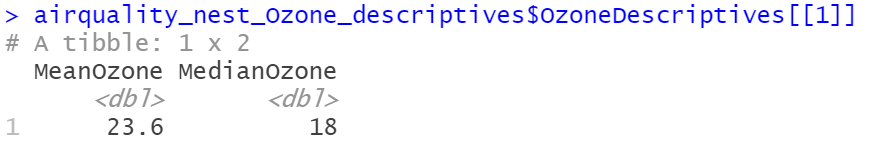 > airquality_nest_Ozone_descriptives$OzoneDescriptives[[1]]
# A tibble: 1 x 2
  MeanOzone MedianOzone
      <dbl>       <dbl>
1      23.6          18